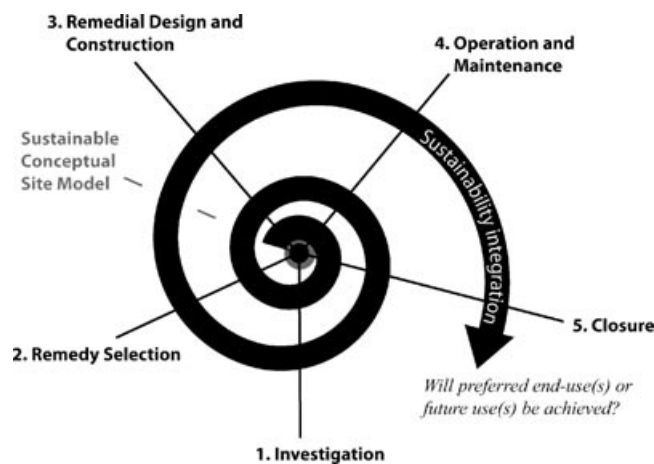 3. Remedial Design and
Construction
4. Operation and
Maintenance
Sustainable
Conceptual
Site Model
Sustainability integration
2. Remedy Selection
5. Closure
Will preferred end-use(s) or
future use(s) be achieved?
1. Investigation